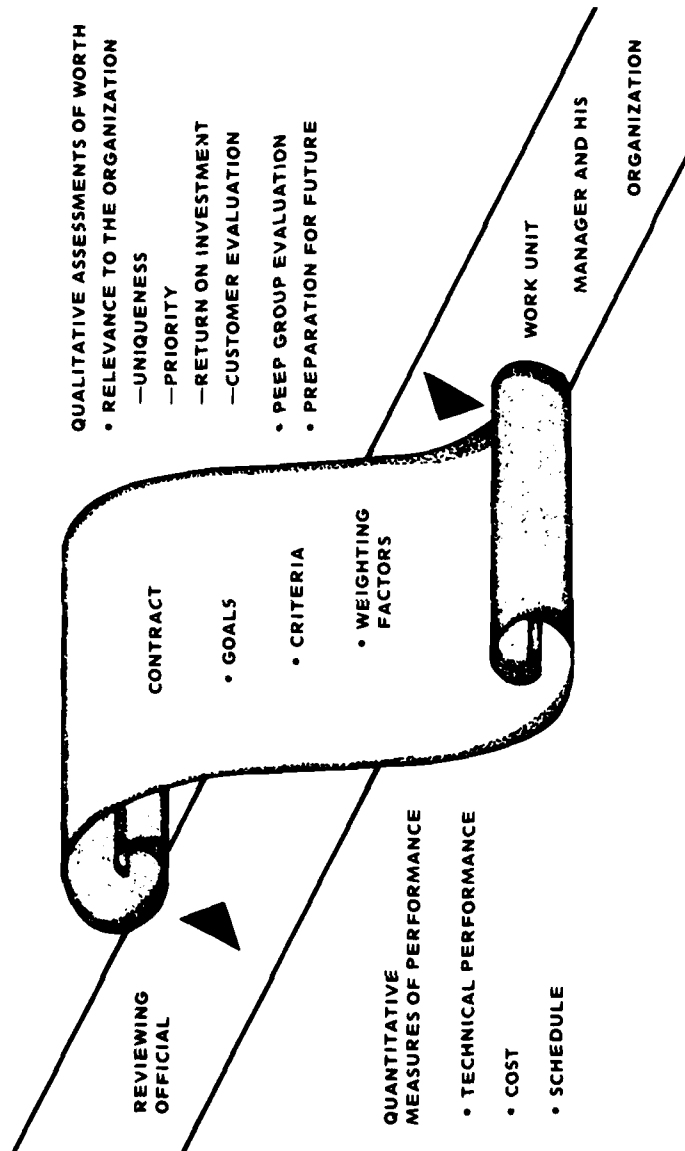 REVIEWING
OFFICIAL
CONTRACT
• GOALS
• CRITERIA
• WEIGHTING
FACTORS
QUALITATIVE ASSESSMENTS OF WORTH
• RELEVANCE TO THE ORGANIZATION
—UNIQUENESS
—PRIORITY
—RETURN ON INVESTMENT
—CUSTOMER EVALUATION
• PEEP GROUP EVALUATION
• PREPARATION FOR FUTURE
QUANTITATIVE
MEASURES OF PERFORMANCE
• TECHNICAL PERFORMANCE
• COST
• SCHEDULE
WORK UNIT
MANAGER AND HIS
ORGANIZATION